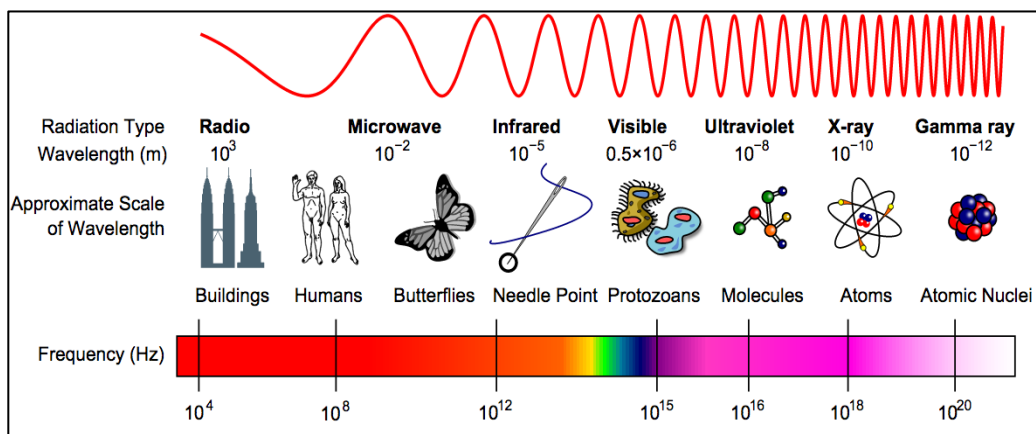 Radiation Type Radio Microwave Infrared Visible Ultraviolet X-ray Gamma ray
Wavelength (m) 10³ 10⁻² 10⁻⁵ 0.5×10⁻⁶ 10⁻⁸ 10⁻¹⁰ 10⁻¹²
Approximate Scale
of Wavelength
Buildings Humans Butterflies Needle Point Protozoans Molecules Atoms Atomic Nuclei
Frequency (Hz)
10⁴ 10⁸ 10¹² 10¹⁵ 10¹⁶ 10¹⁸ 10²⁰